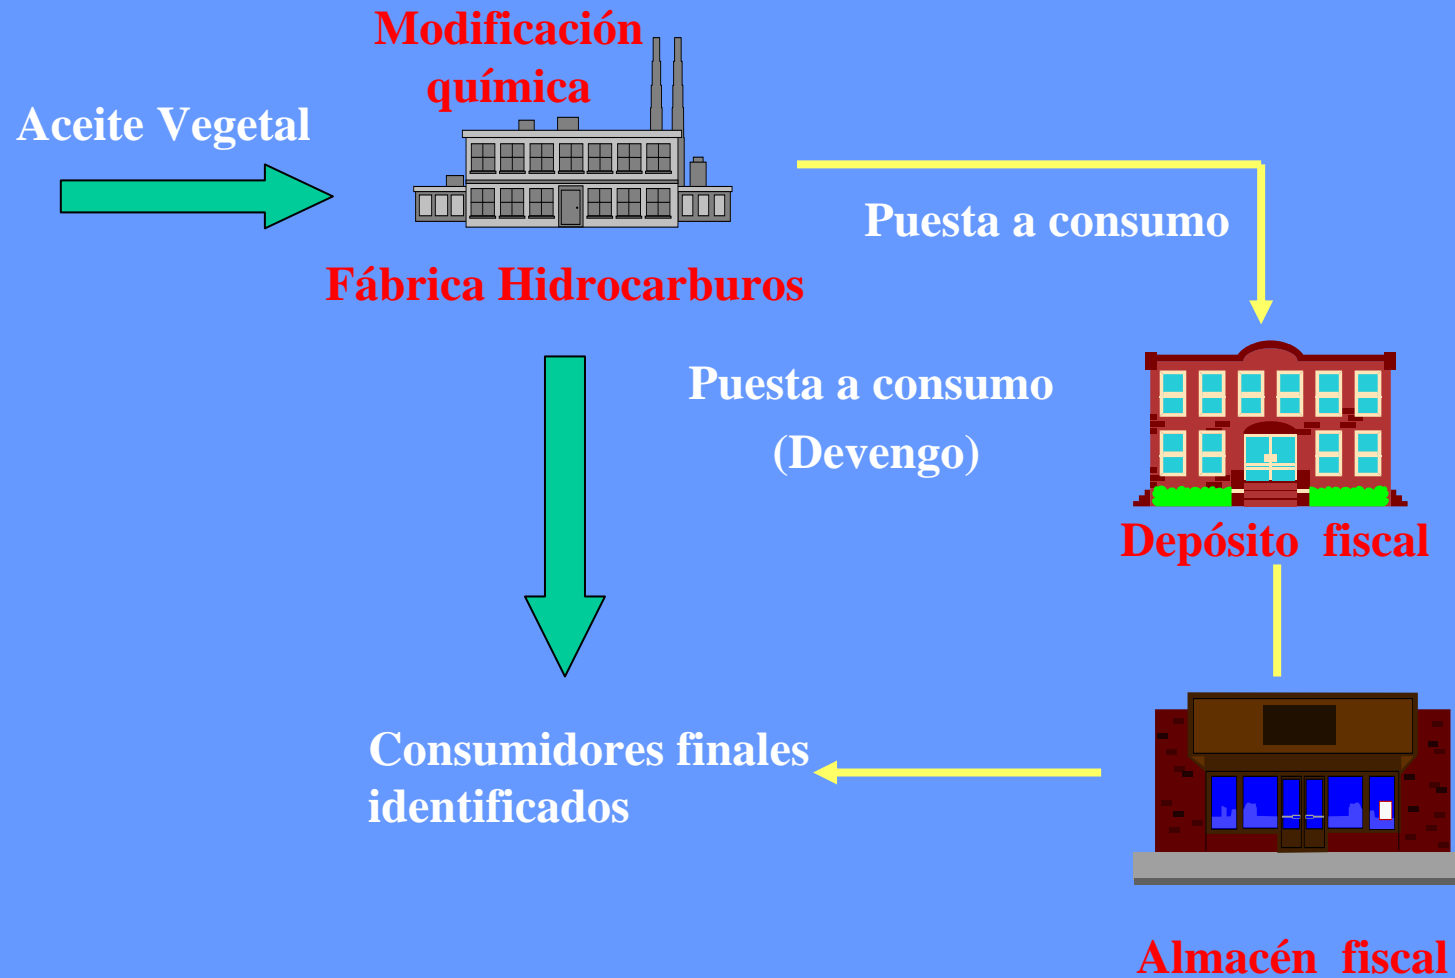 Modificación
química
Aceite Vegetal
Puesta a consumo
Fábrica Hidrocarburos
Puesta a consumo
(Devengo)
Depósito fiscal
Consumidores finales
identificados
Almacén fiscal